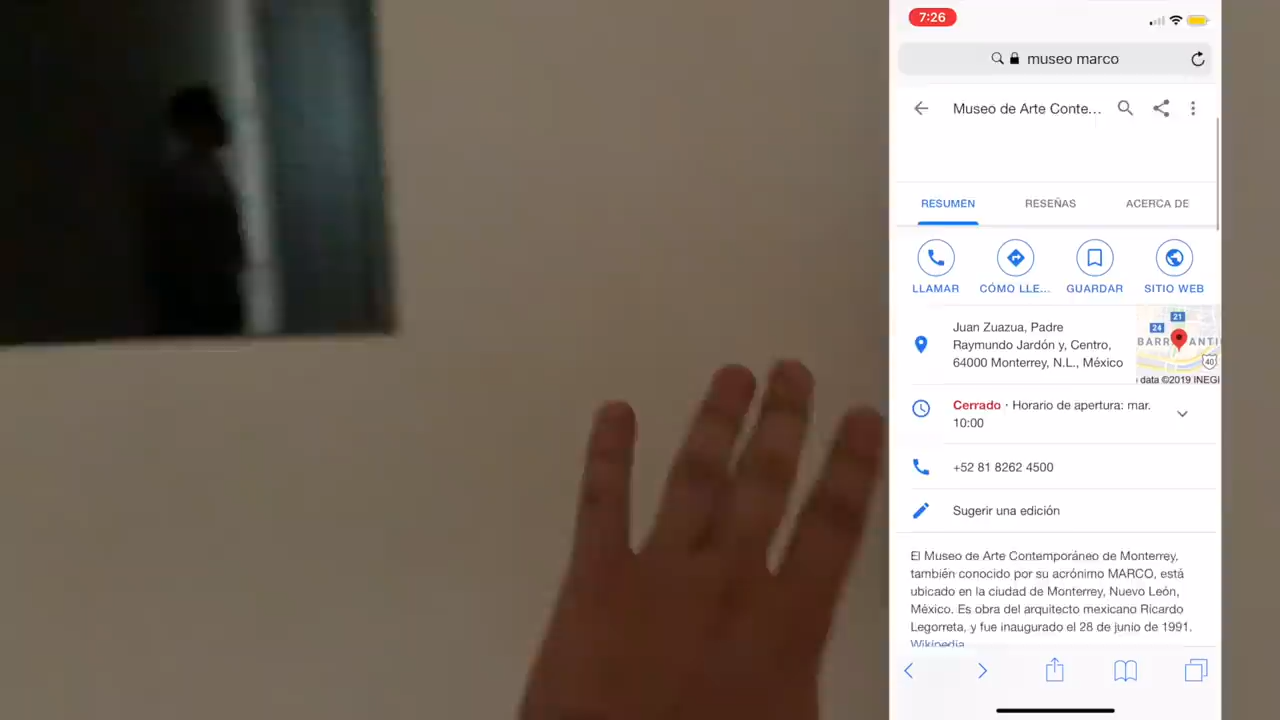 7:26
museo marco
Museo de Arte Conte...
RESUMEN
RESEÑAS
ACERCA DE
LLAMAR
CÓMO LLE...
GUARDAR
SITIO WEB
Juan Zuazua, Padre
Raymundo Jardón y, Centro,
64000 Monterrey, N.L., México
21
24
BARR
ANTI
40
data ©2019 INEGI
Cerrado · Horario de apertura: mar.
10:00
+52 81 8262 4500
Sugerir una edición
El Museo de Arte Contemporáneo de Monterrey,
también conocido por su acrónimo MARCO, está
ubicado en la ciudad de Monterrey, Nuevo León,
México. Es obra del arquitecto mexicano Ricardo
Legorreta, y fue inaugurado el 28 de junio de 1991.
Wikipedia